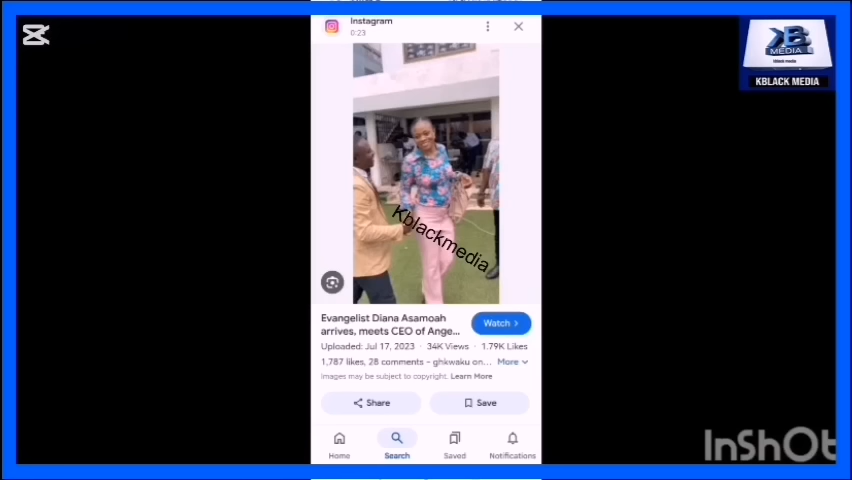 Instagram
0:23
KB
MEDIA
KBLACK MEDIA
Kblackmedia
Evangelist Diana Asamoah
arrives, meets CEO of Ange...
Watch
Uploaded: Jul 17, 2023 · 34K Views · 1.79K Likes
1,787 likes, 28 comments - ghkwaku on... More
Images may be subject to copyright. Learn More
Share
Save
Home
Search
Saved
Notifications
InShOt